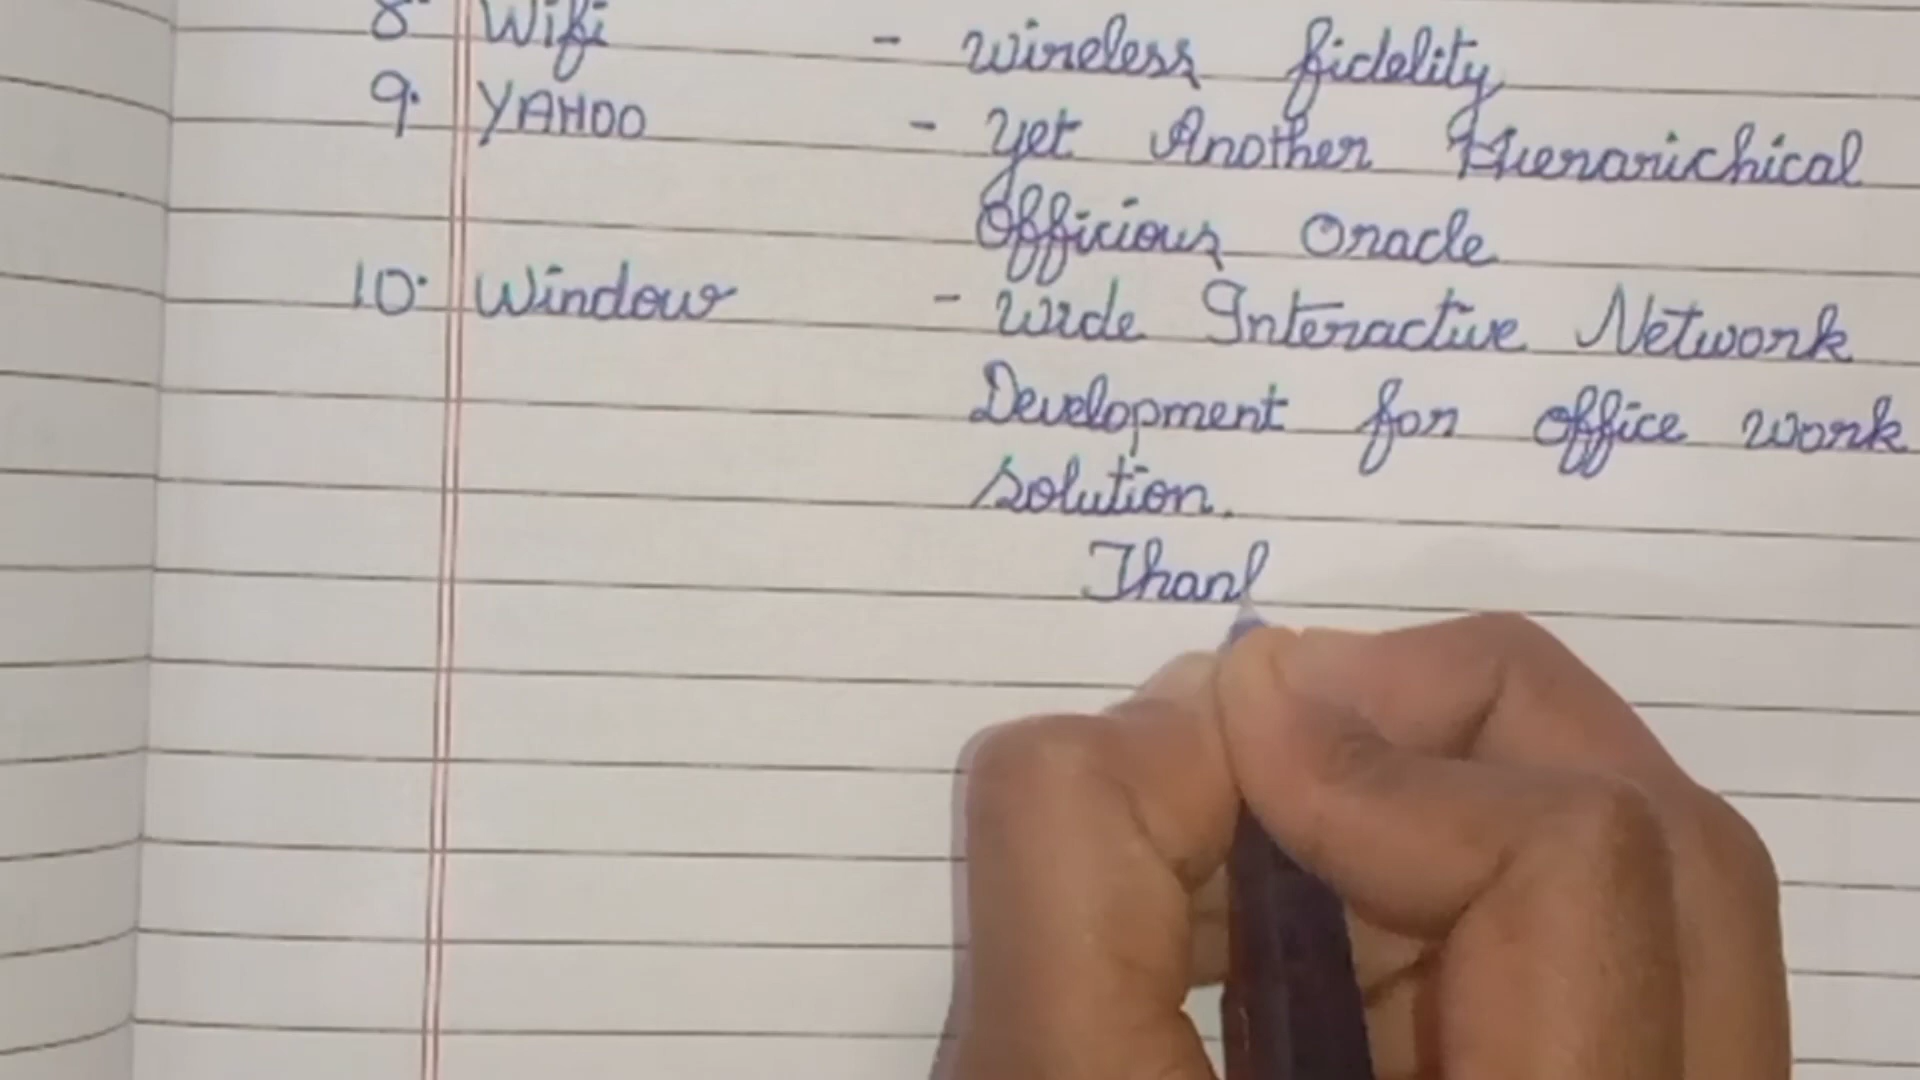 8. Wifi - wireless fidelity
9. YAHOO - Yet Another Hierarichical
Officious Oracle
10. Window - Wide Interactive Network
Development for office work
solution.
Thank